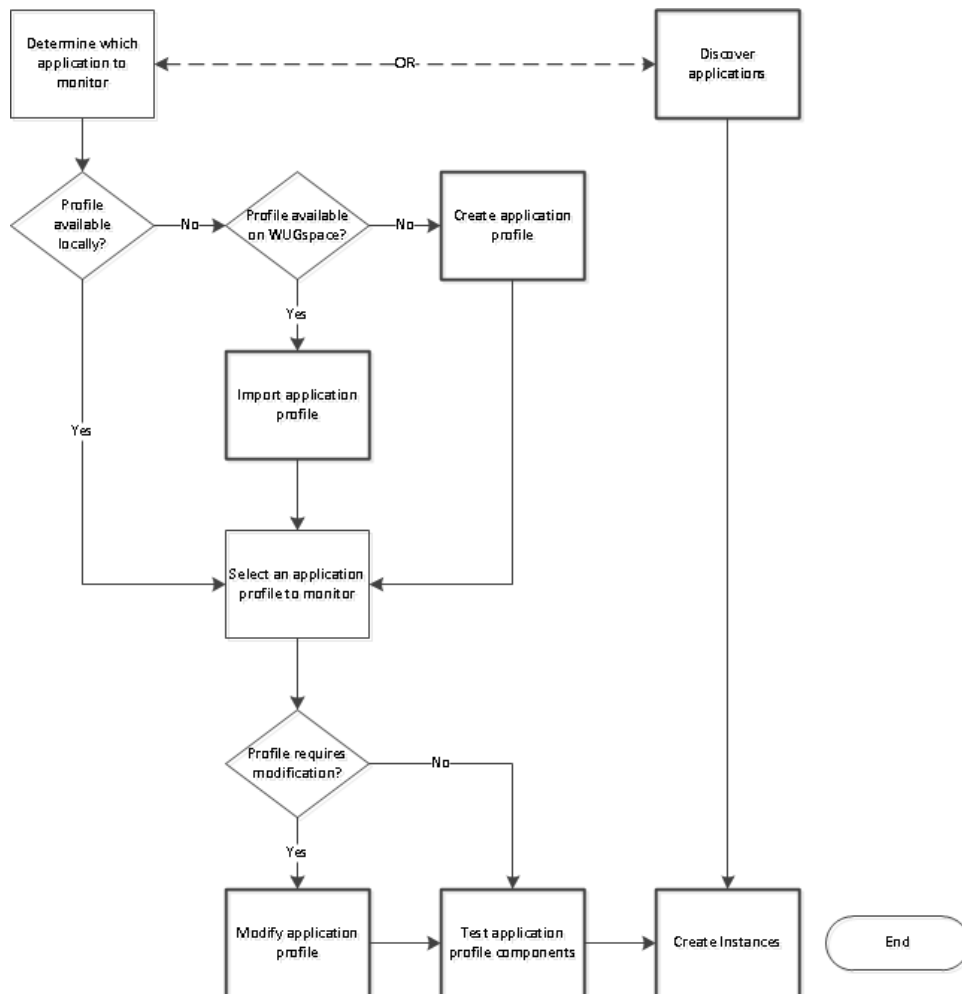 Determine which
application to
monitor
OR
Discover
applications
Profile
available
locally?
No
Profile available
on WUGspace?
No
Create application
profile
Yes
Import application
profile
Yes
Select an application
profile to monitor
Profile requires
modification?
No
Yes
Modify application
profile
Test application
profile components
Create Instances
End